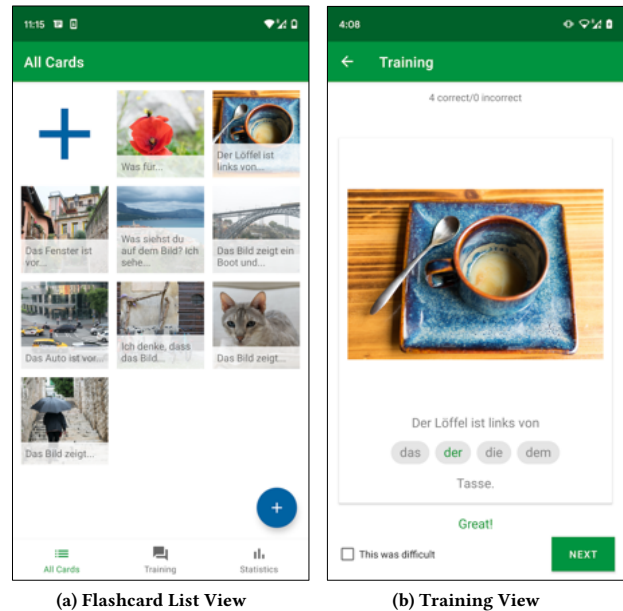 11:15
All Cards
Was für...
Der Löffel ist
links von...
Das Fenster ist
vor...
Was siehst du
auf dem Bild? Ich
sehe...
Das Bild zeigt ein
Boot und...
Das Auto ist vor...
Ich denke, dass
das Bild...
Das Bild zeigt...
Das Bild zeigt...
All Cards
Training
Statistics
(a) Flashcard List View
4:08
Training
4 correct/0 incorrect
Der Löffel ist links von
das der die dem
Tasse.
Great!
This was difficult
NEXT
(b) Training View